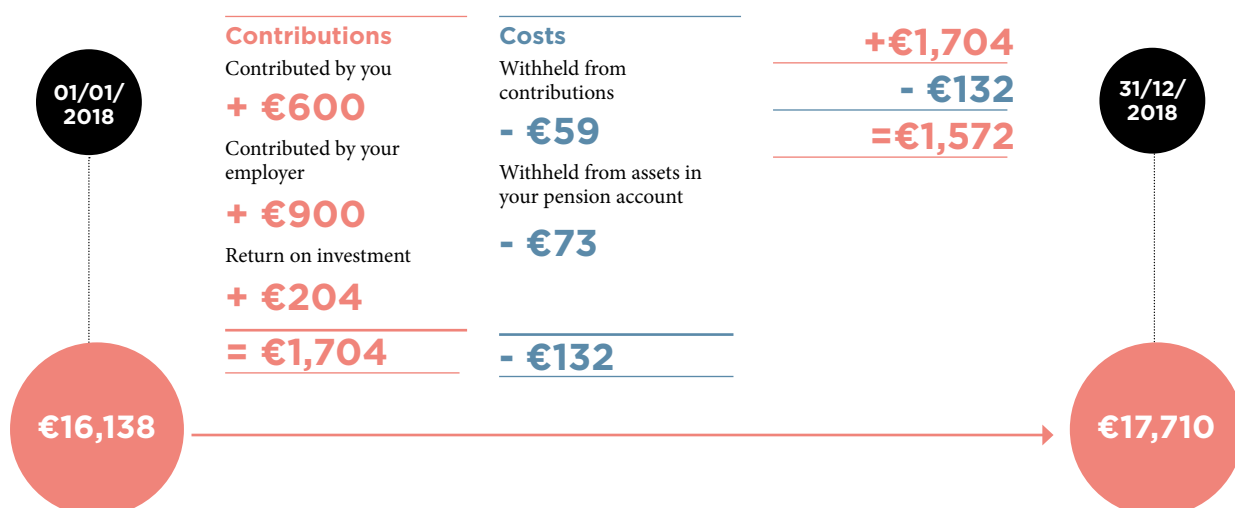 01/01/
2018
€16,138
Contributions
Contributed by you
+ €600
Contributed by your
employer
+ €900
Return on investment
+ €204
= €1,704
Costs
Withheld from
contributions
- €59
Withheld from assets in
your pension account
- €73
- €132
+€1,704
- €132
=€1,572
31/12/
2018
€17,710